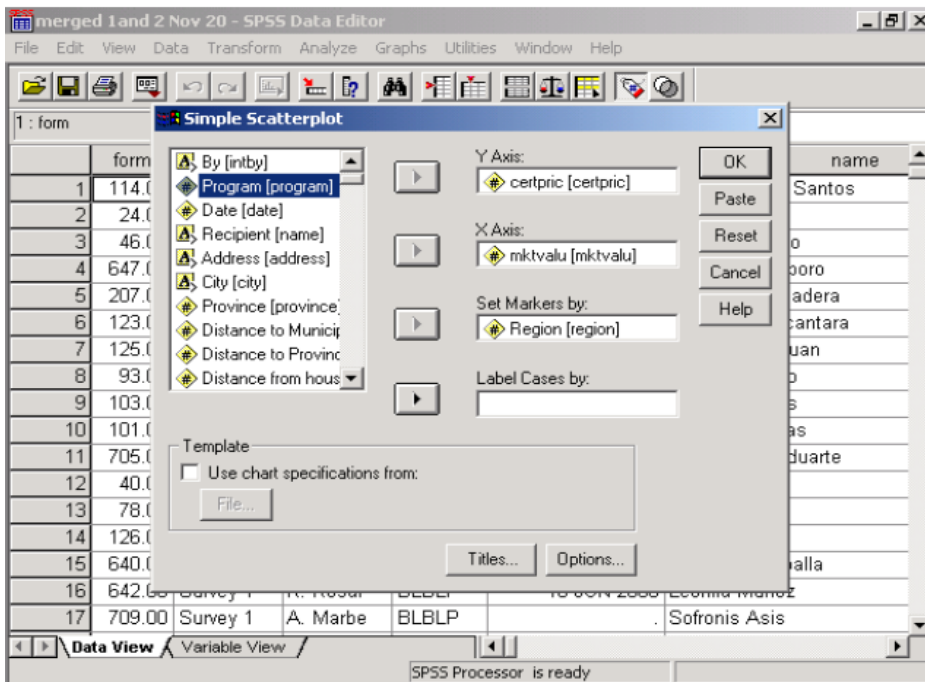 merged 1and 2 Nov 20 - SPSS Data Editor
File Edit View Data Transform Analyze Graphs Utilities Window Help
1 : form
Simple Scatterplot
By [intby]
Program [program]
Date [date]
Recipient [name]
Address [address]
City [city]
Province [province]
Distance to Municip
Distance to Provinc
Distance from hous
Y Axis:
certpric [certpric]
X Axis:
mktvalu [mktvalu]
Set Markers by:
Region [region]
Label Cases by:
OK
Paste
Reset
Cancel
Help
Template
Use chart specifications from:
File...
Titles... Options...
form name
1 114.0 Santos
2 24.0
3 46.0 o
4 647.0 boro
5 207.0 adera
6 123.0 cantara
7 125.0 uan
8 93.0 o
9 103.0 s
10 101.0 as
11 705.0 duarte
12 40.0
13 78.0
14 126.0
15 640.0 alla
16 642.00 Survey 1 BLBLP
17 709.00 Survey 1 A. Marbe BLBLP . Sofronis Asis
Data View Variable View
SPSS Processor is ready